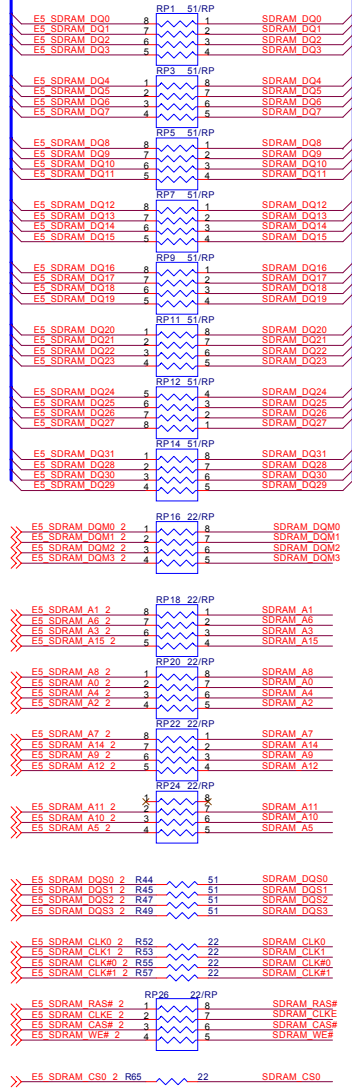 RP1 51/RP
E5_SDRAM_DQ0 8 1 SDRAM_DQ0
E5_SDRAM_DQ1 7 2 SDRAM_DQ1
E5_SDRAM_DQ2 6 3 SDRAM_DQ2
E5_SDRAM_DQ3 5 4 SDRAM_DQ3
RP3 51/RP
E5_SDRAM_DQ4 1 8 SDRAM_DQ4
E5_SDRAM_DQ5 2 7 SDRAM_DQ5
E5_SDRAM_DQ6 3 6 SDRAM_DQ6
E5_SDRAM_DQ7 4 5 SDRAM_DQ7
RP5 51/RP
E5_SDRAM_DQ8 8 1 SDRAM_DQ8
E5_SDRAM_DQ9 7 2 SDRAM_DQ9
E5_SDRAM_DQ10 6 3 SDRAM_DQ10
E5_SDRAM_DQ11 5 4 SDRAM_DQ11
RP7 51/RP
E5_SDRAM_DQ12 8 1 SDRAM_DQ12
E5_SDRAM_DQ13 7 2 SDRAM_DQ13
E5_SDRAM_DQ14 6 3 SDRAM_DQ14
E5_SDRAM_DQ15 5 4 SDRAM_DQ15
RP9 51/RP
E5_SDRAM_DQ16 8 1 SDRAM_DQ16
E5_SDRAM_DQ17 7 2 SDRAM_DQ17
E5_SDRAM_DQ18 6 3 SDRAM_DQ18
E5_SDRAM_DQ19 5 4 SDRAM_DQ19
RP11 51/RP
E5_SDRAM_DQ20 1 8 SDRAM_DQ20
E5_SDRAM_DQ21 2 7 SDRAM_DQ21
E5_SDRAM_DQ22 3 6 SDRAM_DQ22
E5_SDRAM_DQ23 4 5 SDRAM_DQ23
RP12 51/RP
E5_SDRAM_DQ24 5 4 SDRAM_DQ24
E5_SDRAM_DQ25 6 3 SDRAM_DQ25
E5_SDRAM_DQ26 7 2 SDRAM_DQ26
E5_SDRAM_DQ27 8 1 SDRAM_DQ27
RP14 51/RP
E5_SDRAM_DQ31 1 8 SDRAM_DQ31
E5_SDRAM_DQ28 2 7 SDRAM_DQ28
E5_SDRAM_DQ30 3 6 SDRAM_DQ30
E5_SDRAM_DQ29 4 5 SDRAM_DQ29
RP16 22/RP
E5_SDRAM_DQM0_2 1 8 SDRAM_DQM0
E5_SDRAM_DQM1_2 2 7 SDRAM_DQM1
E5_SDRAM_DQM2_2 3 6 SDRAM_DQM2
E5_SDRAM_DQM3_2 4 5 SDRAM_DQM3
RP18 22/RP
E5_SDRAM_A1_2 8 1 SDRAM_A1
E5_SDRAM_A6_2 7 2 SDRAM_A6
E5_SDRAM_A3_2 6 3 SDRAM_A3
E5_SDRAM_A15_2 5 4 SDRAM_A15
RP20 22/RP
E5_SDRAM_A8_2 1 8 SDRAM_A8
E5_SDRAM_A0_2 2 7 SDRAM_A0
E5_SDRAM_A4_2 3 6 SDRAM_A4
E5_SDRAM_A2_2 4 5 SDRAM_A2
RP22 22/RP
E5_SDRAM_A7_2 8 1 SDRAM_A7
E5_SDRAM_A14_2 7 2 SDRAM_A14
E5_SDRAM_A9_2 6 3 SDRAM_A9
E5_SDRAM_A12_2 5 4 SDRAM_A12
RP24 22/RP
1 8
E5_SDRAM_A11_2 2 7 SDRAM_A11
E5_SDRAM_A10_2 3 6 SDRAM_A10
E5_SDRAM_A5_2 4 5 SDRAM_A5
E5_SDRAM_DQS0_2 R44 51 SDRAM_DQS0
E5_SDRAM_DQS1_2 R45 51 SDRAM_DQS1
E5_SDRAM_DQS2_2 R47 51 SDRAM_DQS2
E5_SDRAM_DQS3_2 R49 51 SDRAM_DQS3
E5_SDRAM_CLK0_2 R52 22 SDRAM_CLK0
E5_SDRAM_CLK1_2 R53 22 SDRAM_CLK1
E5_SDRAM_CLK#0_2 R55 22 SDRAM_CLK#0
E5_SDRAM_CLK#1_2 R57 22 SDRAM_CLK#1
RP26 22/RP
E5_SDRAM_RAS#_2 1 8 SDRAM_RAS#
E5_SDRAM_CLKE_2 2 7 SDRAM_CLKE
E5_SDRAM_CAS#_2 3 6 SDRAM_CAS#
E5_SDRAM_WE#_2 4 5 SDRAM_WE#
E5_SDRAM_CS0_2 R65 22 SDRAM_CS0